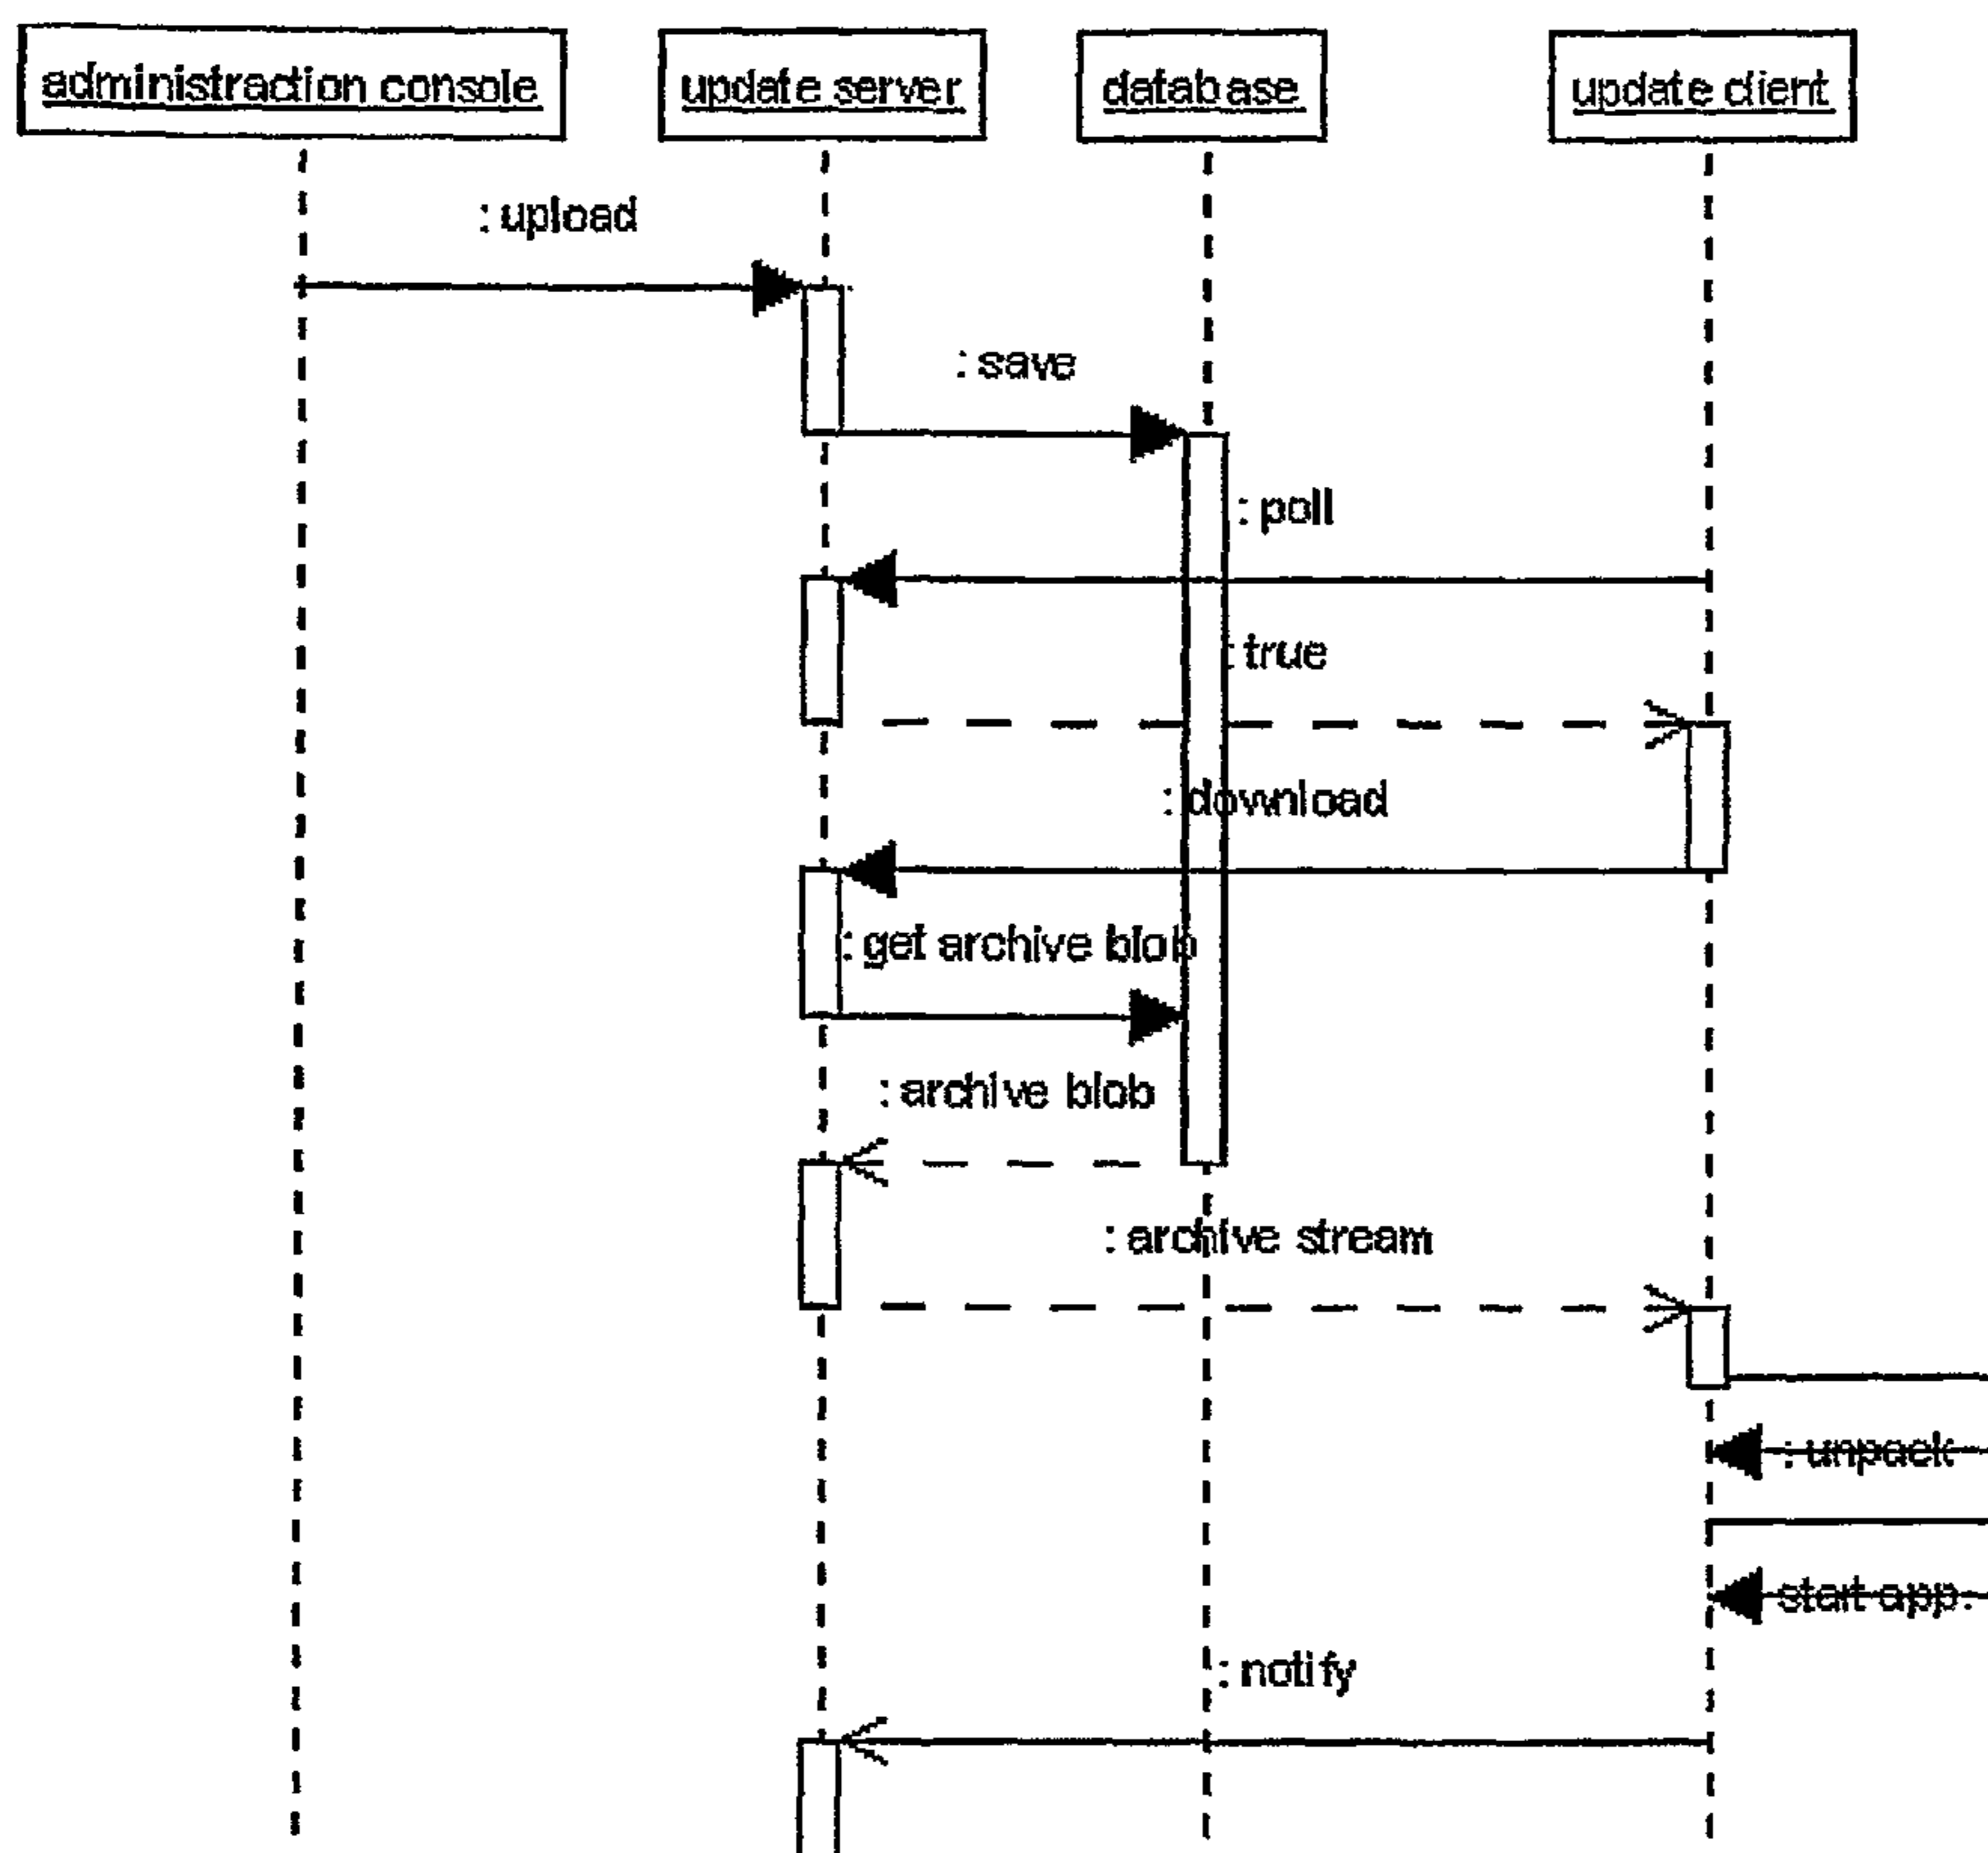 administraction console
update server
database
update client
: upload
: save
: poll
: true
: download
: get archive blob
: archive blob
: archive stream
: unpack
start app.
: notify